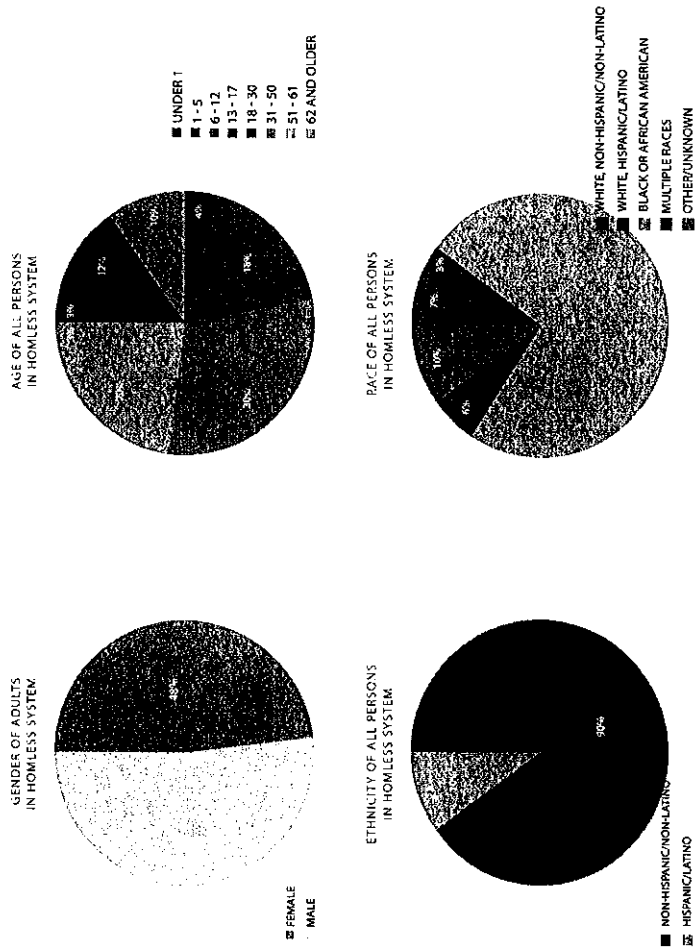 GENDER OF ADULTS
IN HOMLESS SYSTEM
48%
FEMALE
MALE
AGE OF ALL PERSONS
IN HOMLESS SYSTEM
3%
12%
10%
4%
18%
30%
UNDER 1
1 - 5
6 - 12
13 - 17
18 - 30
31 - 50
51 - 61
62 AND OLDER
ETHNICITY OF ALL PERSONS
IN HOMLESS SYSTEM
90%
NON-HISPANIC/NON-LATINO
HISPANIC/LATINO
RACE OF ALL PERSONS
IN HOMLESS SYSTEM
10%
7%
3%
WHITE, NON-HISPANIC/NON-LATINO
WHITE, HISPANIC/LATINO
BLACK OR AFRICAN AMERICAN
MULTIPLE RACES
OTHER/UNKNOWN